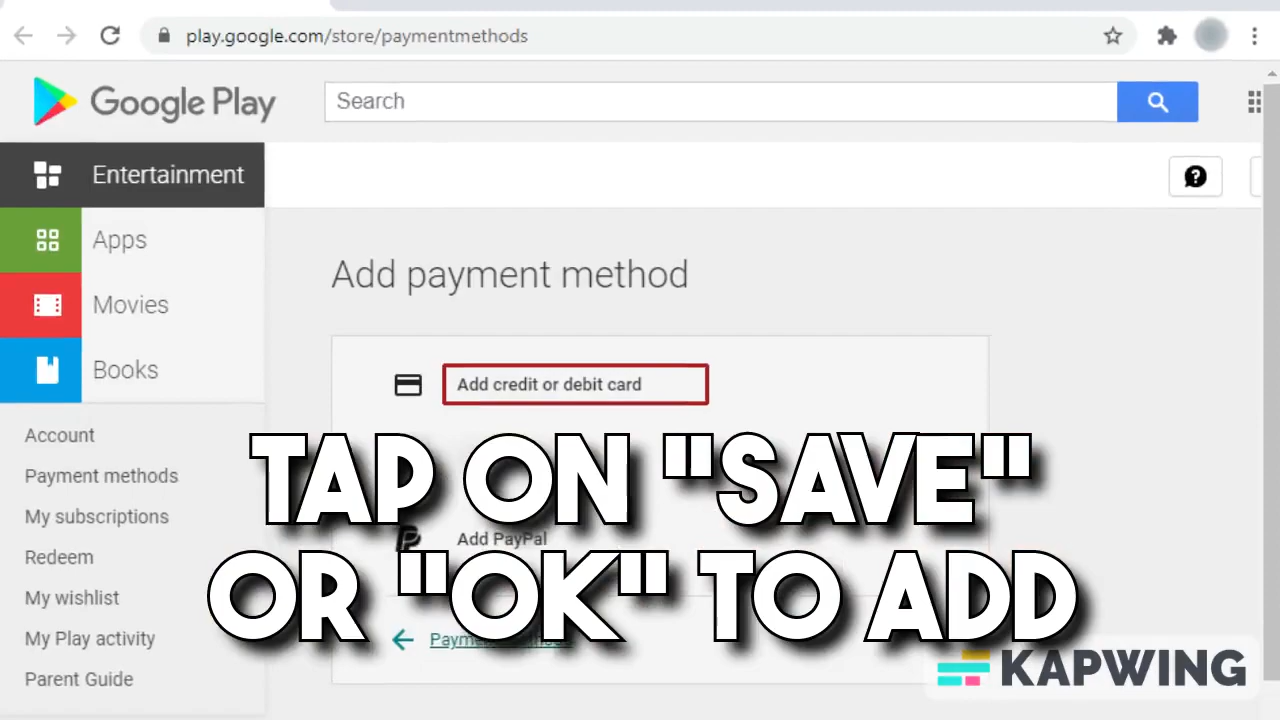 play.google.com/store/paymentmethods
Google Play
Search
Entertainment
Apps
Movies
Books
Account
Payment methods
My subscriptions
Redeem
My wishlist
My Play activity
Parent Guide
Add payment method
Add credit or debit card
TAP ON "SAVE"
Add PayPal
OR "OK" TO ADD
KAPWING